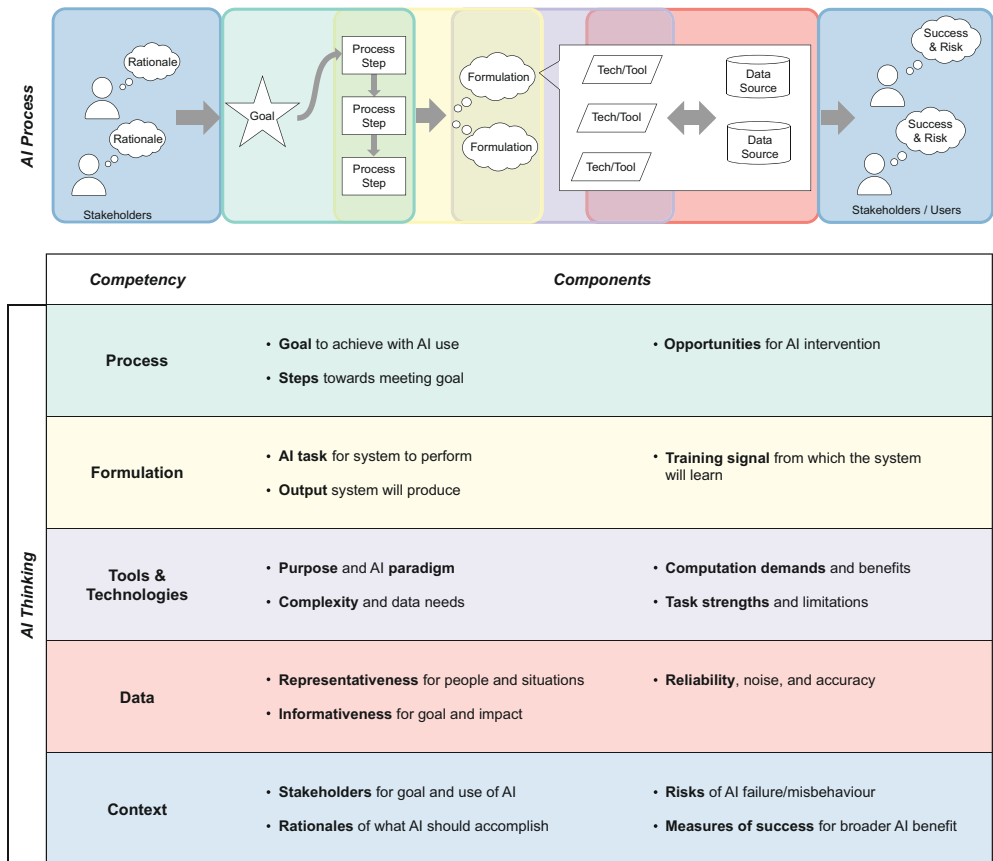 AI Process
Rationale
Rationale
Stakeholders
Goal
Process
Step
Process
Step
Process
Step
Formulation
Formulation
Tech/Tool
Tech/Tool
Tech/Tool
Data
Source
Data
Source
Success
& Risk
Success
& Risk
Stakeholders / Users
Competency
Components
AI Thinking
Process
• Goal to achieve with AI use
• Steps towards meeting goal
• Opportunities for AI intervention
Formulation
• AI task for system to perform
• Output system will produce
• Training signal from which the system
will learn
Tools &
Technologies
• Purpose and AI paradigm
• Complexity and data needs
• Computation demands and benefits
• Task strengths and limitations
Data
• Representativeness for people and situations
• Informativeness for goal and impact
• Reliability, noise, and accuracy
Context
• Stakeholders for goal and use of AI
• Rationales of what AI should accomplish
• Risks of AI failure/misbehaviour
• Measures of success for broader AI benefit